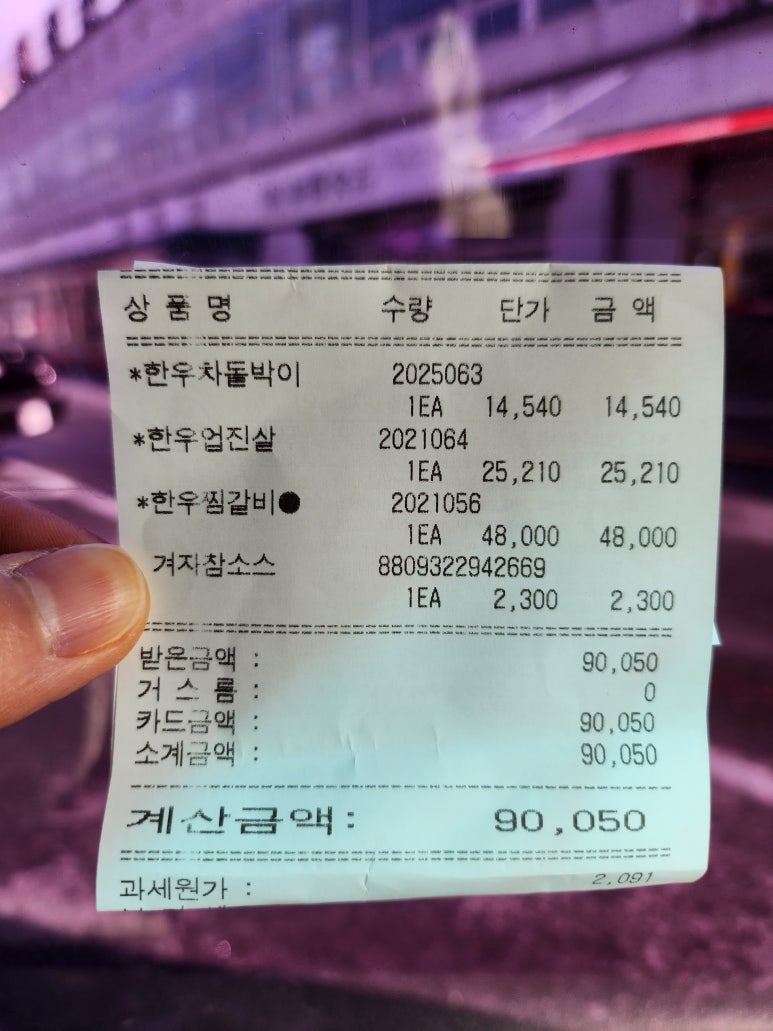 상 품 명 수량 단가 금 액
*한우차돌박이 2025063
1EA 14,540 14,540
*한우업진살 2021064
1EA 25,210 25,210
*한우찜갈비● 2021056
1EA 48,000 48,000
겨자참소스 8809322942669
1EA 2,300 2,300
받은금액 : 90,050
거 스 름 : 0
카드금액 : 90,050
소계금액 : 90,050
계산금액: 90,050
과세원가 : 2,091